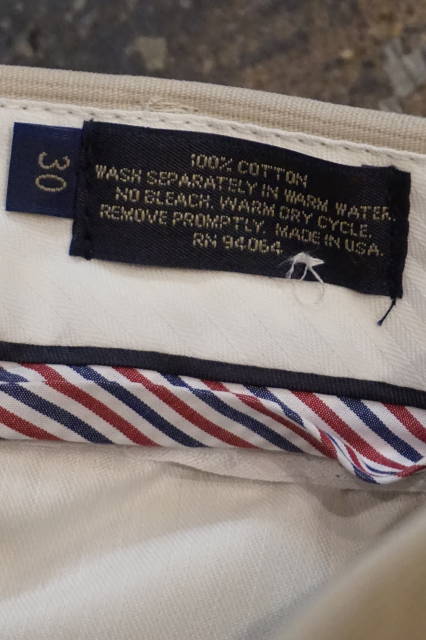 30
100% COTTON
WASH SEPARATELY IN WARM WATER.
NO BLEACH. WARM DRY CYCLE.
REMOVE PROMPTLY. MADE IN USA.
RN 94064